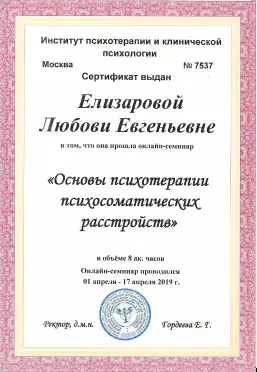 Институт психотерапии и клинической
психологии
Москва № 7537
Сертификат выдан
Елизаровой
Любови Евгеньевне
в том, что она прошла онлайн-семинар
«Основы психотерапии
психосоматических
расстройств»
в объёме 8 ак. часов
Онлайн-семинар проводился
01 апреля - 17 апреля 2019 г.
Ректор, д.м.н. Гордеева Е. Г.